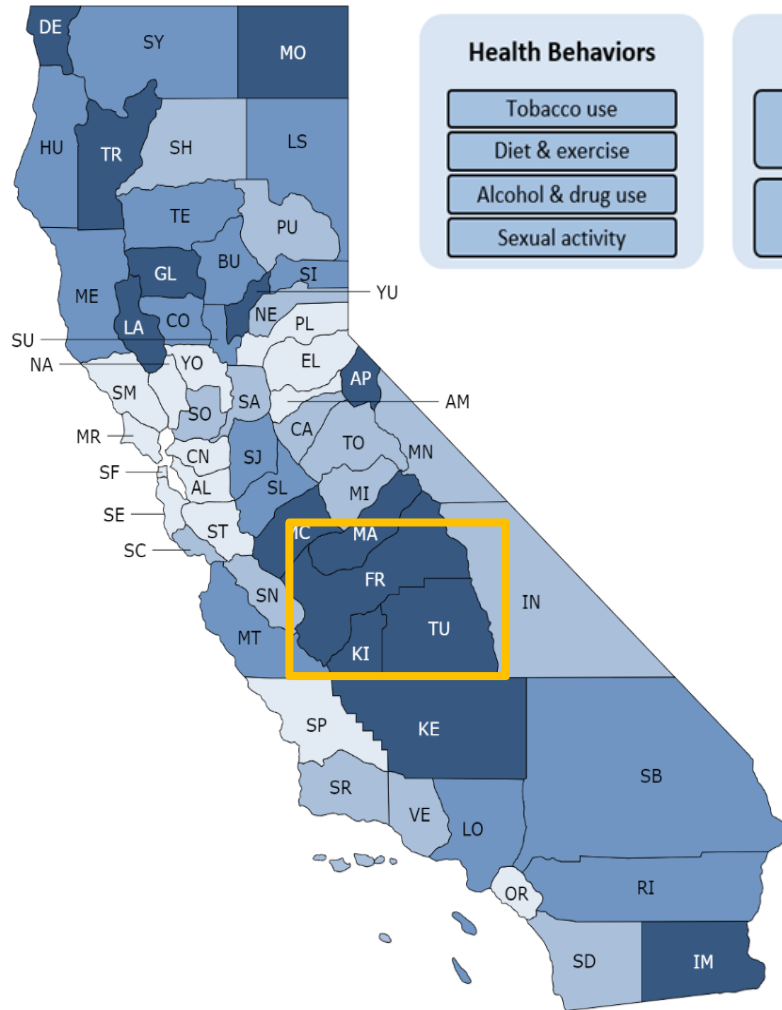 DE
SY
MO
Health Behaviors
Tobacco use
Diet & exercise
Alcohol & drug use
Sexual activity
HU
TR
SH
LS
TE
PU
BU
GL
SI
ME
YU
NE
LA
CO
PL
SU
NA
YO
EL
AP
SM
SA
AM
SO
CA
MR
TO
MN
CN
SJ
SF
AL
SL
MI
SE
ST
MC
MA
SC
FR
SN
IN
TU
MT
KI
SP
KE
SB
SR
VE
LO
OR
RI
SD
IM